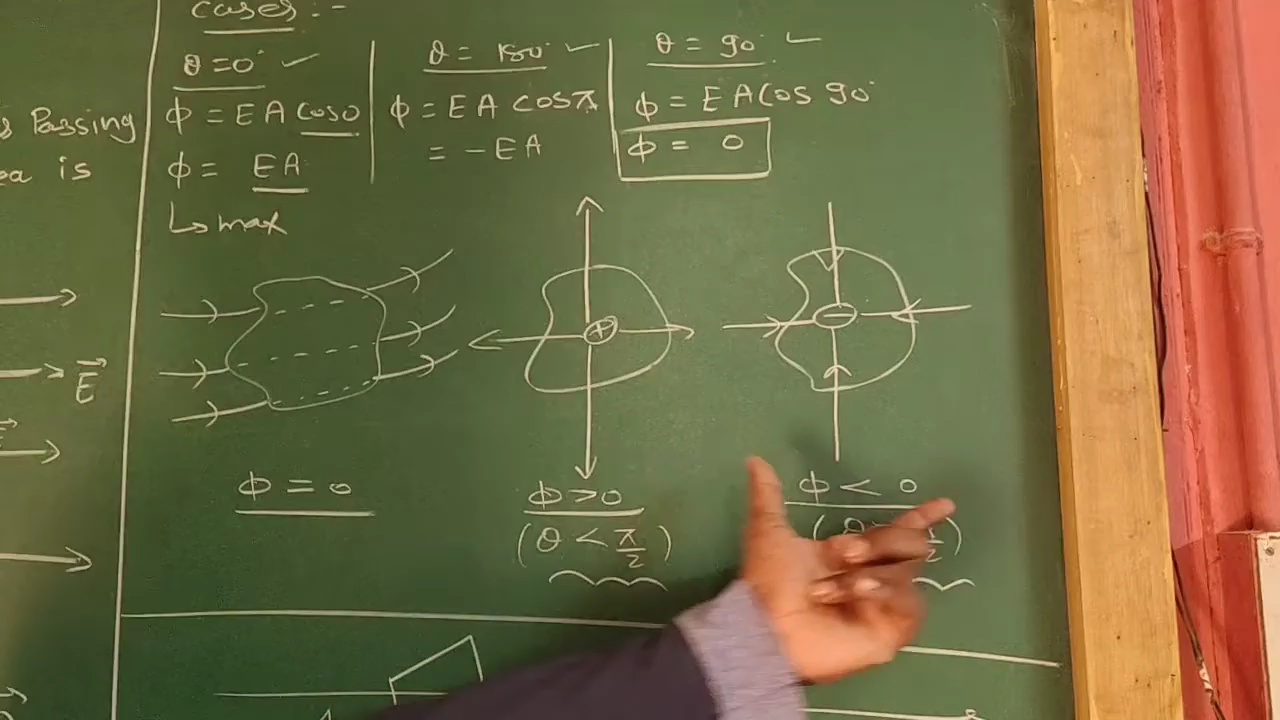 cases:-
s Passing
ea is
E
θ = 0°
Φ = EA cos0
Φ = EA
↳ max
θ = 180°
Φ = EA cosπ
= -EA
θ = 90°
Φ = EACos 90°
Φ = 0
+
−
Φ = 0
Φ > 0
(θ < π/2)
Φ < 0